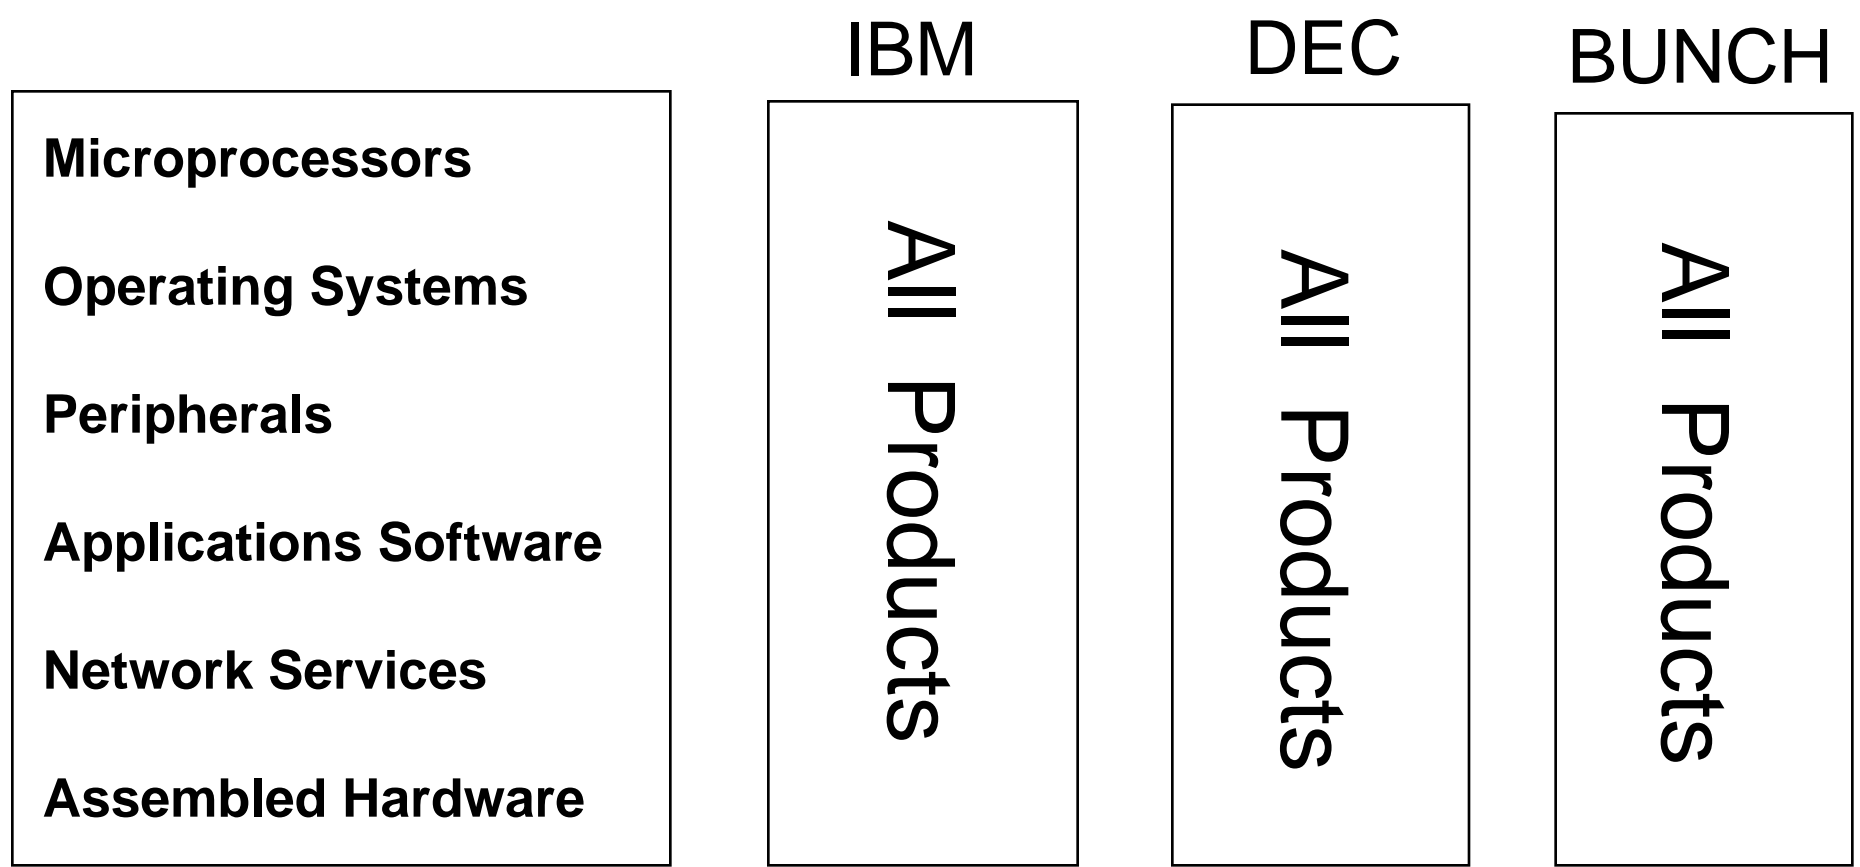 IBM
DEC
BUNCH
Microprocessors
Operating Systems
Peripherals
Applications Software
Network Services
Assembled Hardware
All Products
All Products
All Products